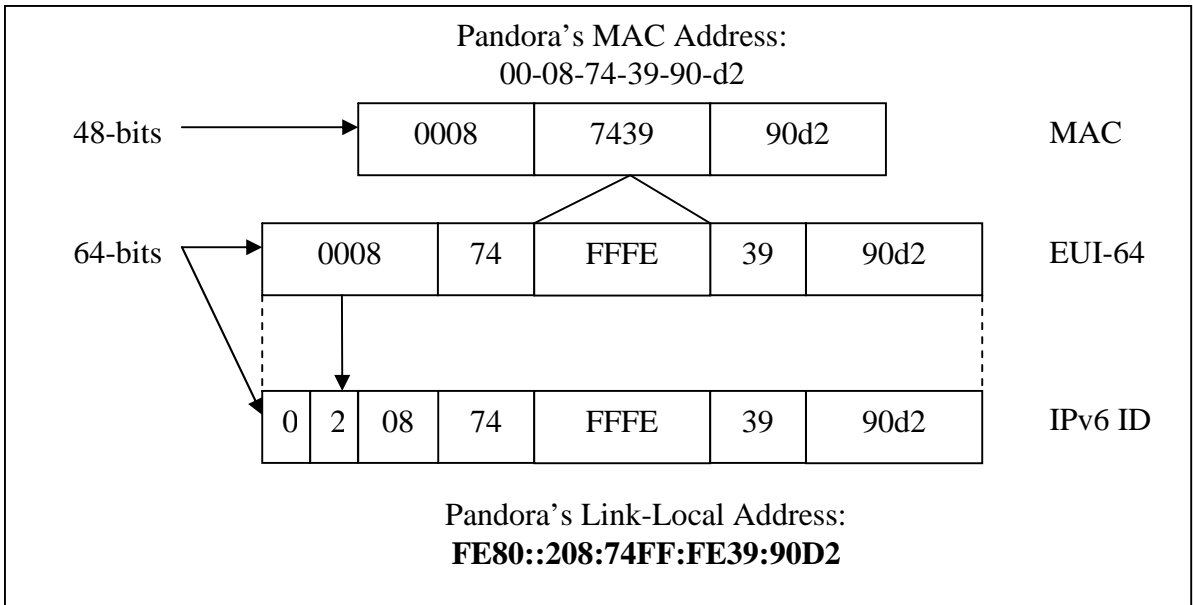 Pandora’s MAC Address:
00-08-74-39-90-d2
48-bits 0008 7439 90d2 MAC
64-bits 0008 74 FFFE 39 90d2 EUI-64
0 2 08 74 FFFE 39 90d2 IPv6 ID
Pandora’s Link-Local Address:
FE80::208:74FF:FE39:90D2